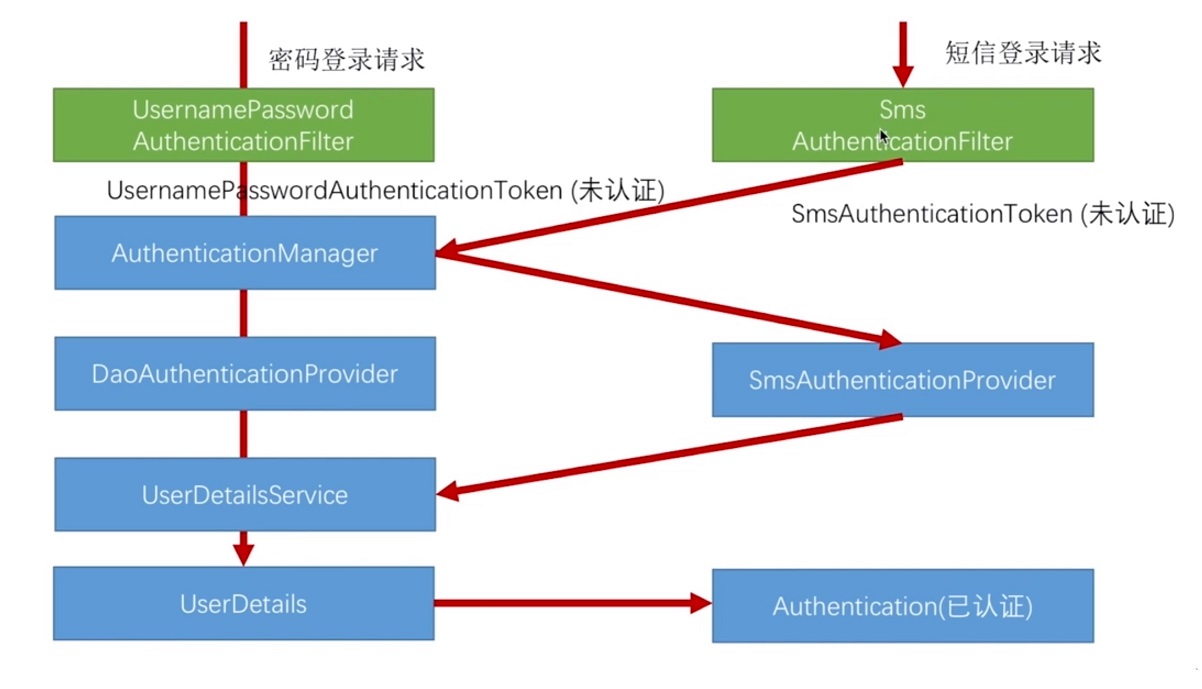 密码登录请求
短信登录请求
UsernamePassword
AuthenticationFilter
Sms
AuthenticationFilter
UsernamePasswordAuthenticationToken (未认证)
SmsAuthenticationToken (未认证)
AuthenticationManager
DaoAuthenticationProvider
SmsAuthenticationProvider
UserDetailsService
UserDetails
Authentication(已认证)